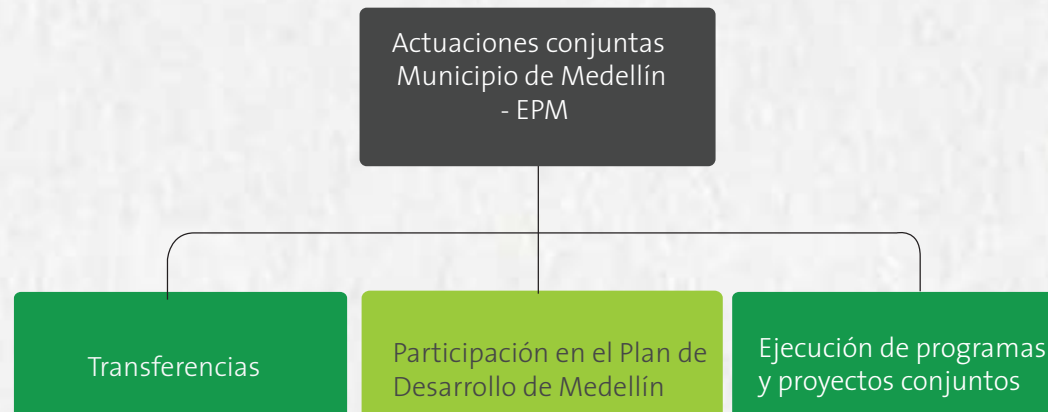 Actuaciones conjuntas
Municipio de Medellín
- EPM
Transferencias
Participación en el Plan de
Desarrollo de Medellín
Ejecución de programas
y proyectos conjuntos